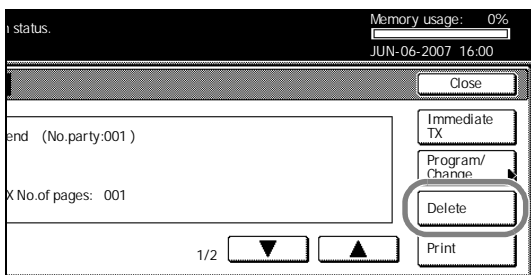 status.
Memory usage: 0%
JUN-06-2007 16:00
Close
end (No.party:001)
Immediate
TX
Program/
Change
X No.of pages: 001
Delete
1/2
Print